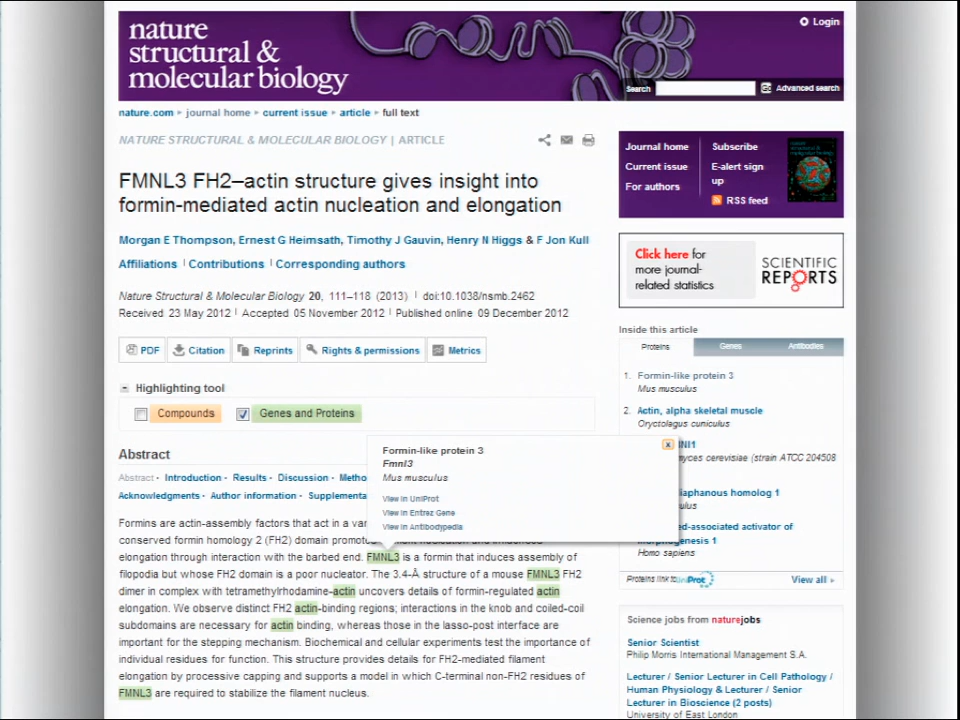 nature
structural &
molecular biology
Login
Search
Advanced search
nature.com ▸ journal home ▸ current issue ▸ article ▸ full text
NATURE STRUCTURAL & MOLECULAR BIOLOGY | ARTICLE
FMNL3 FH2–actin structure gives insight into
formin-mediated actin nucleation and elongation
Morgan E Thompson, Ernest G Heimsath, Timothy J Gauvin, Henry N Higgs & F Jon Kull
Affiliations | Contributions | Corresponding authors
Nature Structural & Molecular Biology 20, 111–118 (2013) | doi:10.1038/nsmb.2462
Received 23 May 2012 | Accepted 05 November 2012 | Published online 09 December 2012
PDF Citation Reprints Rights & permissions Metrics
Highlighting tool
Compounds Genes and Proteins
Abstract
Abstract · Introduction · Results · Discussion · Metho
Acknowledgments · Author information · Supplementa
Formins are actin-assembly factors that act in a var
conserved formin homology 2 (FH2) domain promotes
elongation through interaction with the barbed end. FMNL3 is a formin that induces assembly of
filopodia but whose FH2 domain is a poor nucleator. The 3.4-Å structure of a mouse FMNL3 FH2
dimer in complex with tetramethylrhodamine-actin uncovers details of formin-regulated actin
elongation. We observe distinct FH2 actin-binding regions; interactions in the knob and coiled-coil
subdomains are necessary for actin binding, whereas those in the lasso-post interface are
important for the stepping mechanism. Biochemical and cellular experiments test the importance of
individual residues for function. This structure provides details for FH2-mediated filament
elongation by processive capping and supports a model in which C-terminal non-FH2 residues of
FMNL3 are required to stabilize the filament nucleus.
Formin-like protein 3
Fmnl3
Mus musculus
View in UniProt
View in Entrez Gene
View in Antibodypedia
x
Journal home
Current issue
For authors
Subscribe
E-alert sign
up
RSS feed
Click here for
more journal-
related statistics
SCIENTIFIC
REPORTS
Inside this article
Proteins Genes Antibodies
1. Formin-like protein 3
Mus musculus
2. Actin, alpha skeletal muscle
Oryctolagus cuniculus
NI1
myces cerevisiae (strain ATCC 204508
iaphanous homolog 1
ulus
ed-associated activator of
morphogenesis 1
Homo sapiens
Proteins link to UniProt
View all ▸
Science jobs from naturejobs
Senior Scientist
Philip Morris International Management S.A.
Lecturer / Senior Lecturer in Cell Pathology /
Human Physiology & Lecturer / Senior
Lecturer in Bioscience (2 posts)
University of East London